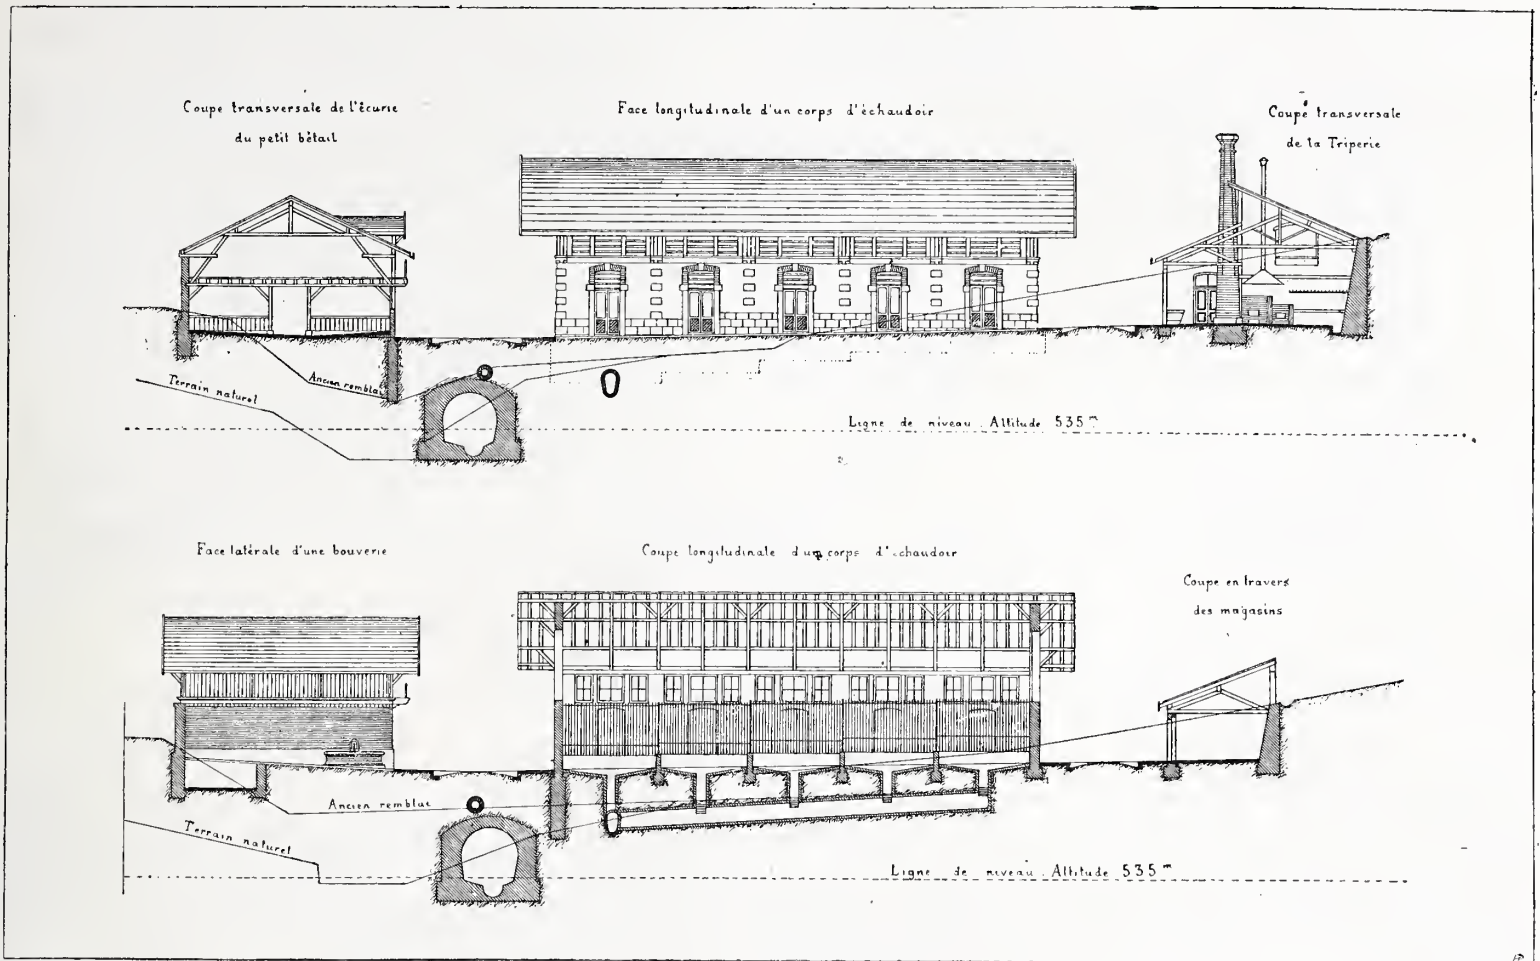 Coupe transversale de l'écurie
du petit bétail
Face longitudinale d'un corps d'échaudoir
Coupe transversale
de la Triperie
Terrain naturel
Ancien remblai
Ligne de niveau. Altitude 535m
Face latérale d'une bouverie
Coupe longitudinale d'un corps d'échaudoir
Coupe en travers
des magasins
Ancien remblai
Terrain naturel
Ligne de niveau. Altitude 535m